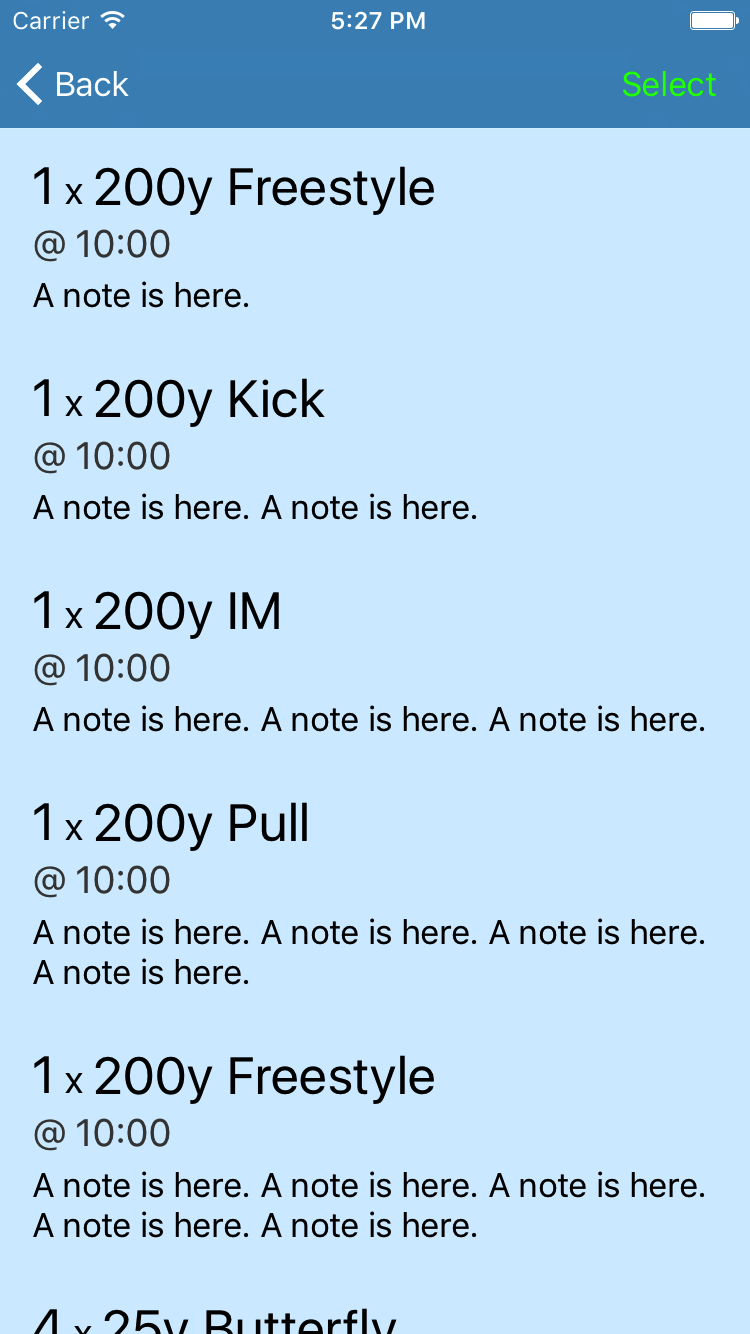 Carrier 5:27 PM
Back Select
1 x 200y Freestyle
@ 10:00
A note is here.
1 x 200y Kick
@ 10:00
A note is here. A note is here.
1 x 200y IM
@ 10:00
A note is here. A note is here. A note is here.
1 x 200y Pull
@ 10:00
A note is here. A note is here. A note is here.
A note is here.
1 x 200y Freestyle
@ 10:00
A note is here. A note is here. A note is here.
A note is here. A note is here.
4 x 25y Butterfly